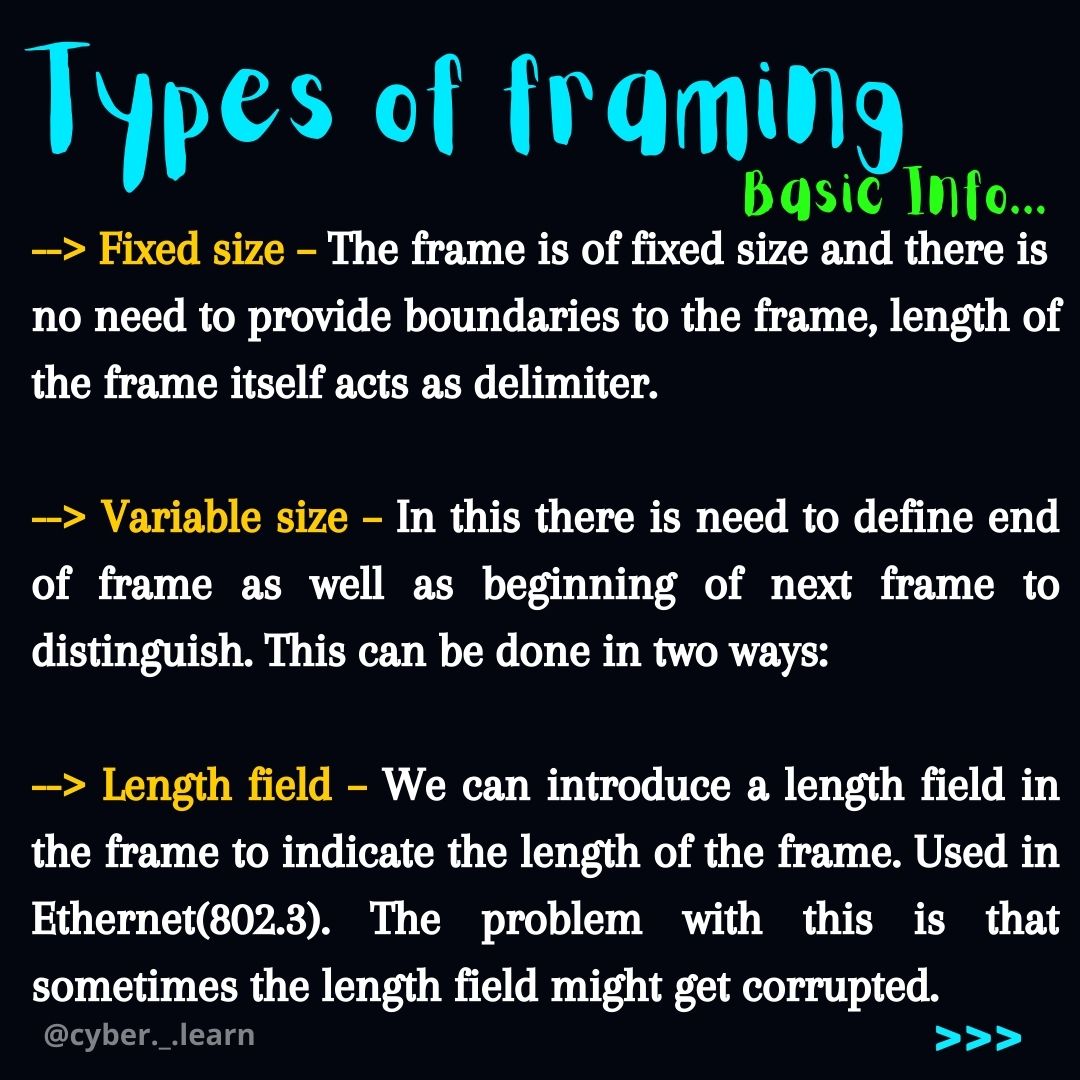 Types of framing
Basic Info...
--> Fixed size – The frame is of fixed size and there is
no need to provide boundaries to the frame, length of
the frame itself acts as delimiter.
--> Variable size – In this there is need to define end
of frame as well as beginning of next frame to
distinguish. This can be done in two ways:
--> Length field – We can introduce a length field in
the frame to indicate the length of the frame. Used in
Ethernet(802.3). The problem with this is that
sometimes the length field might get corrupted.
@cyber._.learn
>>>